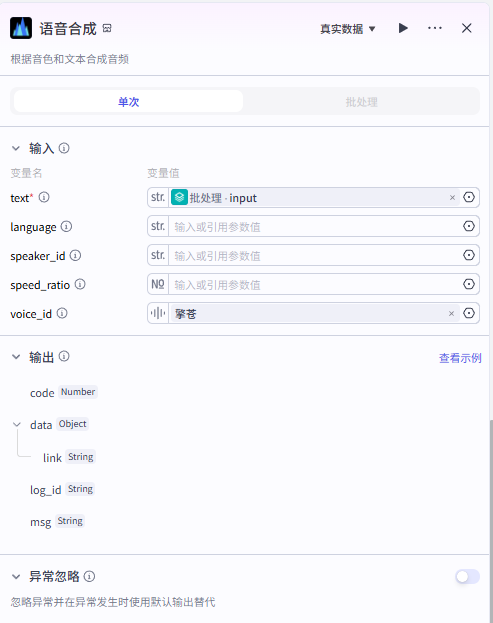 语音合成
真实数据
根据音色和文本合成音频
单次 批处理
输入
变量名 变量值
text* str. 批处理 · input
language str. 输入或引用参数值
speaker_id str. 输入或引用参数值
speed_ratio № 输入或引用参数值
voice_id 擎苍
输出 查看示例
code Number
data Object
link String
log_id String
msg String
异常忽略
忽略异常并在异常发生时使用默认输出替代